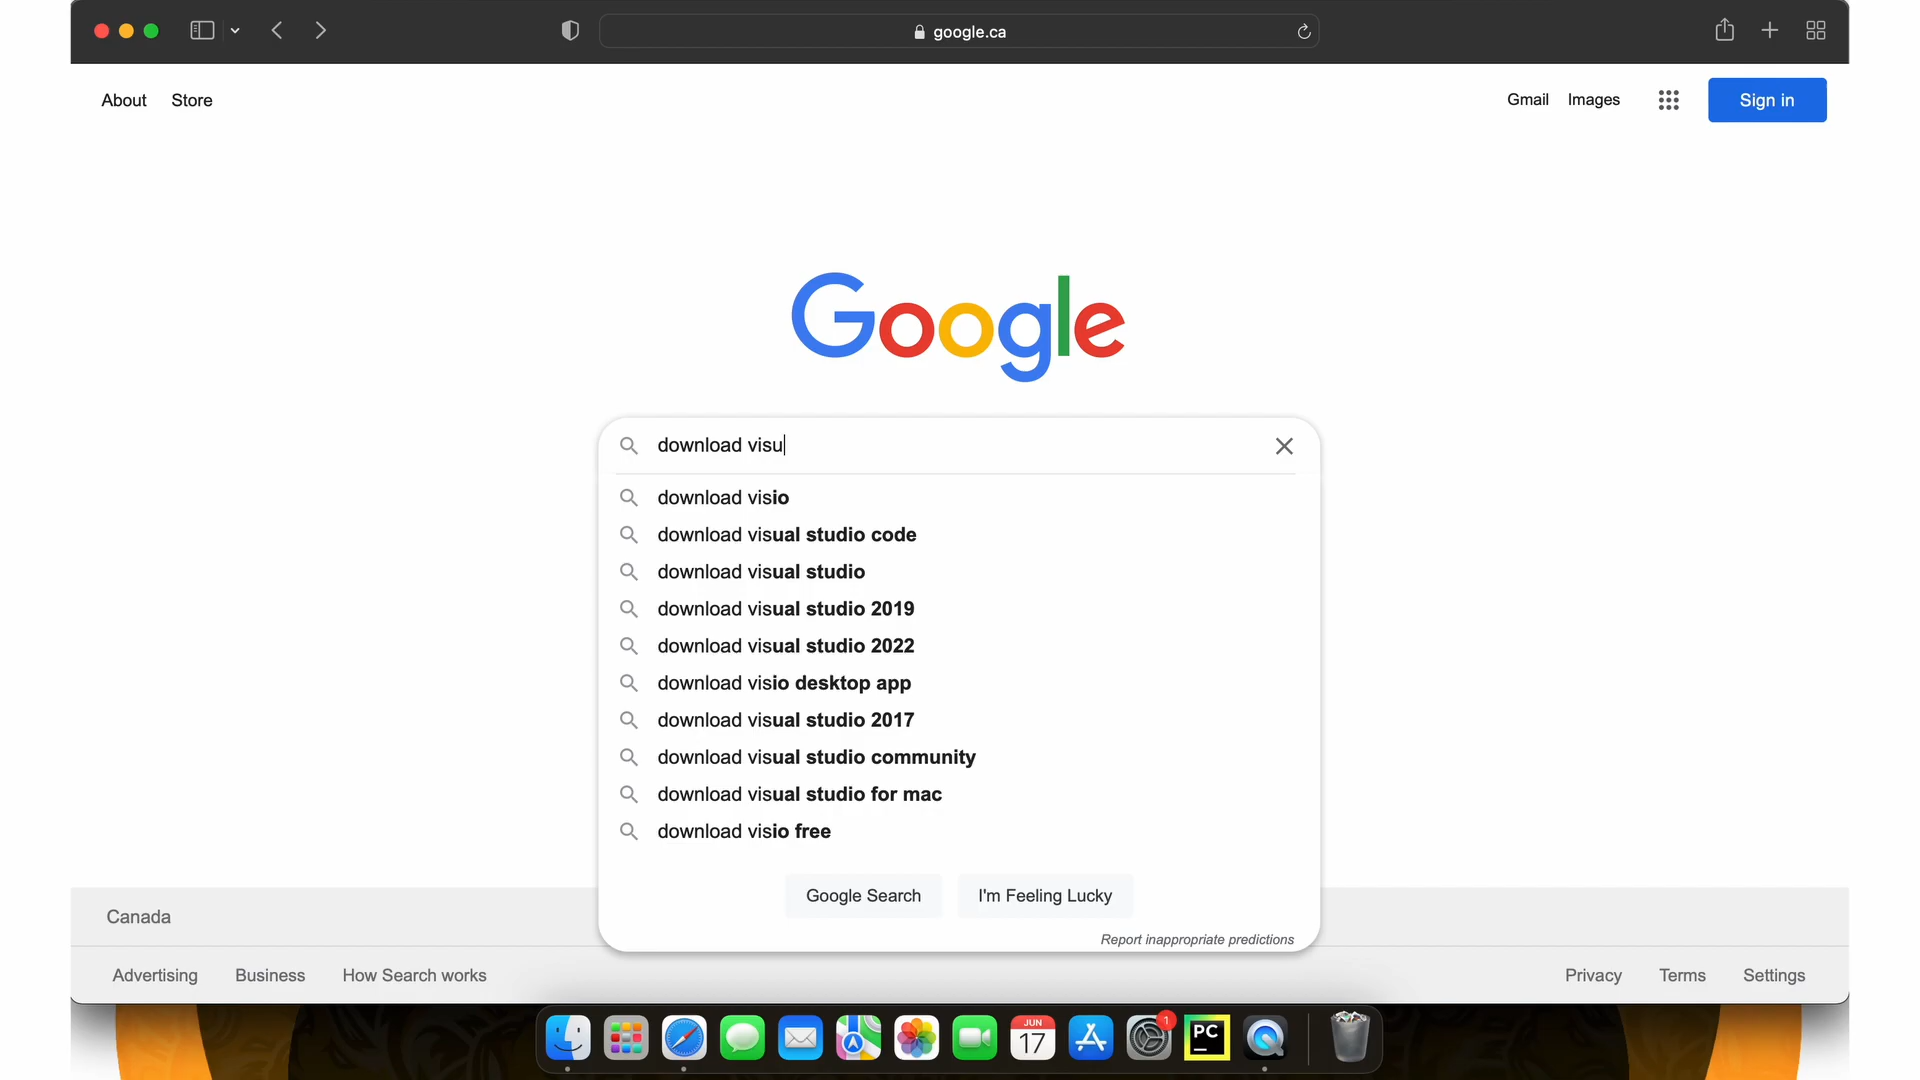 google.ca
About Store
Gmail Images Sign in
Google
download visu
download visio
download visual studio code
download visual studio
download visual studio 2019
download visual studio 2022
download visio desktop app
download visual studio 2017
download visual studio community
download visual studio for mac
download visio free
Google Search I'm Feeling Lucky
Report inappropriate predictions
Canada
Advertising Business How Search works
Privacy Terms Settings
JUN
17
1
PC